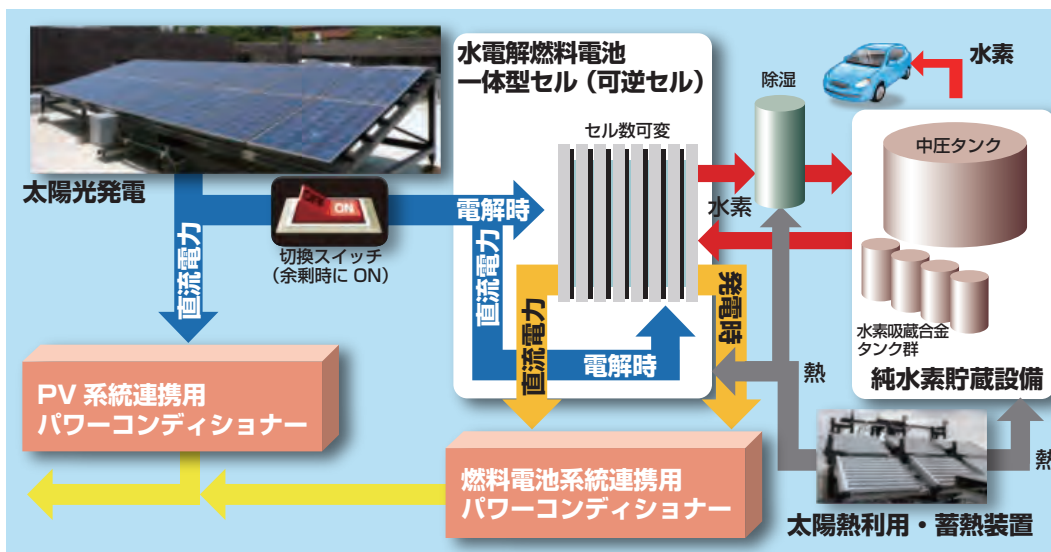 水電解燃料電池
一体型セル（可逆セル）
セル数可変
除湿
水素
中圧タンク
太陽光発電
OFF
ON
切換スイッチ
（余剰時に ON）
電解時
水素
直流電力
直流電力
直流電力
発電時
電解時
水素吸蔵合金
タンク群
純水素貯蔵設備
熱
熱
PV 系統連携用
パワーコンディショナー
燃料電池系統連携用
パワーコンディショナー
太陽熱利用・蓄熱装置